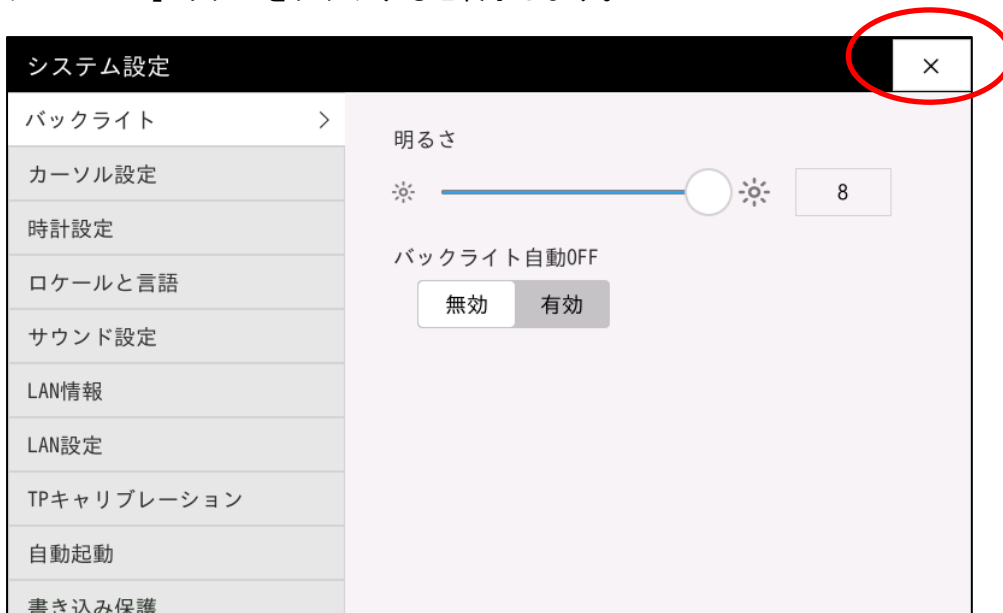 システム設定
×
バックライト >
カーソル設定
時計設定
ロケールと言語
サウンド設定
LAN情報
LAN設定
TPキャリブレーション
自動起動
書き込み保護
明るさ
8
バックライト自動OFF
無効 有効